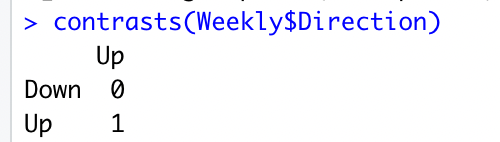 > contrasts(Weekly$Direction)
     Up
Down  0
Up    1